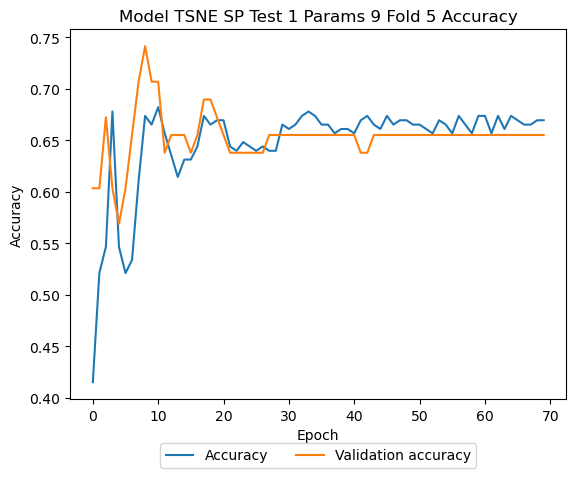 Model TSNE SP Test 1 Params 9 Fold 5 Accuracy
0.75
0.70
0.65
0.60
0.55
0.50
0.45
0.40
Accuracy
0 10 20 30 40 50 60 70
Epoch
Accuracy Validation accuracy